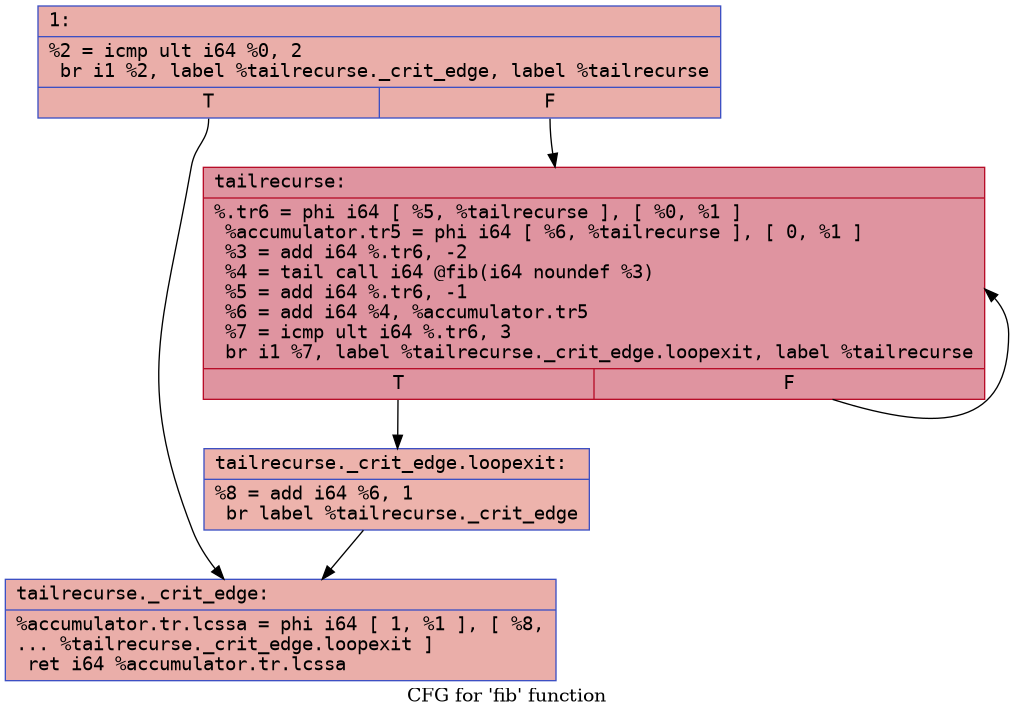 1:
%2 = icmp ult i64 %0, 2
br i1 %2, label %tailrecurse._crit_edge, label %tailrecurse
T F
tailrecurse:
%.tr6 = phi i64 [ %5, %tailrecurse ], [ %0, %1 ]
%accumulator.tr5 = phi i64 [ %6, %tailrecurse ], [ 0, %1 ]
%3 = add i64 %.tr6, -2
%4 = tail call i64 @fib(i64 noundef %3)
%5 = add i64 %.tr6, -1
%6 = add i64 %4, %accumulator.tr5
%7 = icmp ult i64 %.tr6, 3
br i1 %7, label %tailrecurse._crit_edge.loopexit, label %tailrecurse
T F
tailrecurse._crit_edge.loopexit:
%8 = add i64 %6, 1
br label %tailrecurse._crit_edge
tailrecurse._crit_edge:
%accumulator.tr.lcssa = phi i64 [ 1, %1 ], [ %8,
... %tailrecurse._crit_edge.loopexit ]
ret i64 %accumulator.tr.lcssa
CFG for 'fib' function